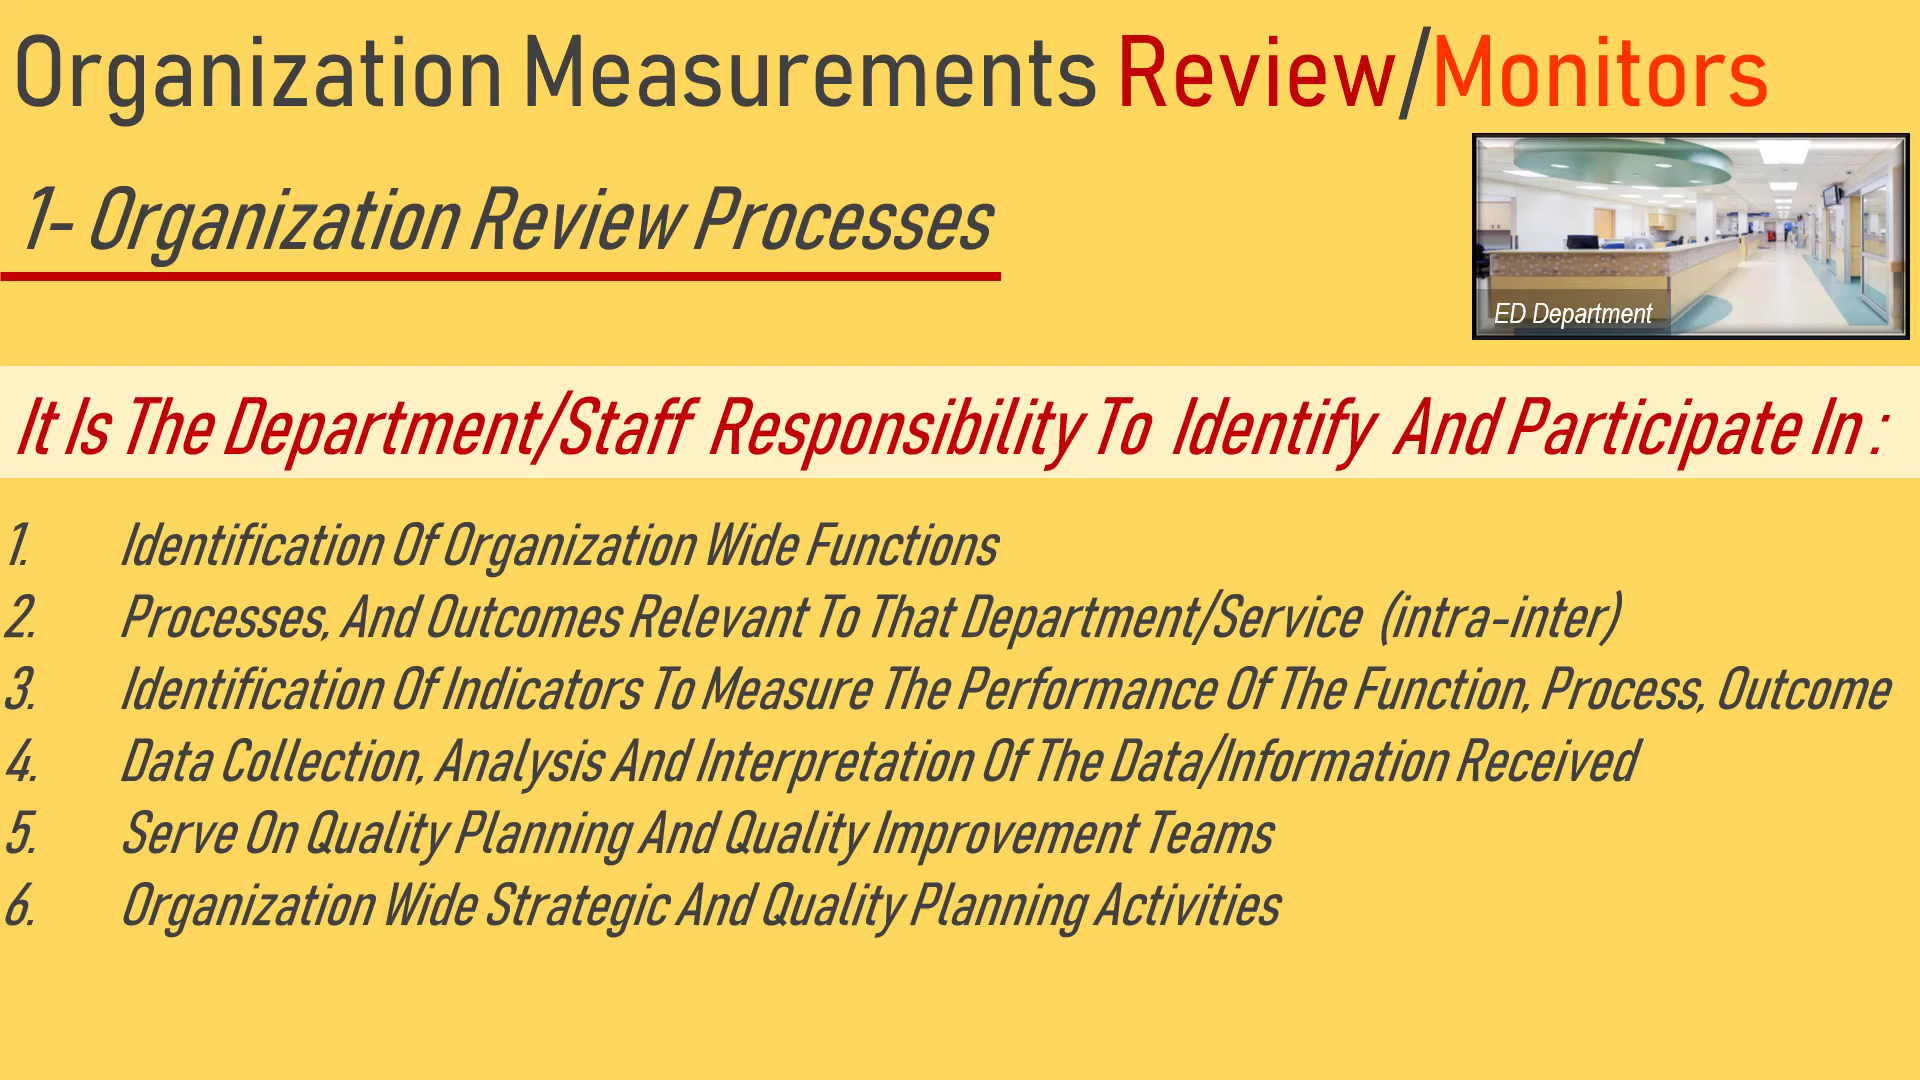 Organization Measurements Review/Monitors
1- Organization Review Processes
ED Department
It Is The Department/Staff Responsibility To Identify And Participate In :
1. Identification Of Organization Wide Functions
2. Processes, And Outcomes Relevant To That Department/Service (intra-inter)
3. Identification Of Indicators To Measure The Performance Of The Function, Process, Outcome
4. Data Collection, Analysis And Interpretation Of The Data/Information Received
5. Serve On Quality Planning And Quality Improvement Teams
6. Organization Wide Strategic And Quality Planning Activities